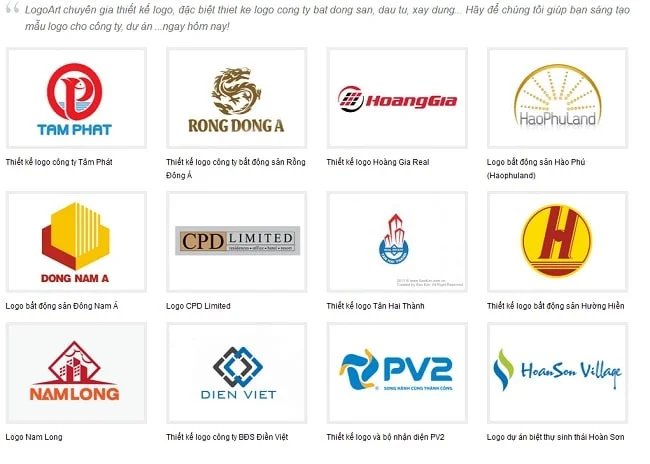 LogoArt chuyên gia thiết kế logo, đặc biệt thiet ke logo cong ty bat dong san, dau tu, xay dung... Hãy để chúng tôi giúp bạn sáng tạo
mẫu logo cho công ty, dự án ...ngay hôm nay!
TAM PHAT
RONG DONG A
HoangGia
HaoPhuLand
Thiết kế logo công ty Tâm Phát
Thiết kế logo công ty bất động sản Rồng
Đông Á
Thiết kế logo Hoàng Gia Real
Logo bất động sản Hào Phú
(Haophuland)
DONG NAM A
CPD LIMITED
residencies • office • hotel • resort
H
Logo bất động sản Đông Nam Á
Logo CPD Limited
Thiết kế logo Tân Hai Thành
Thiết kế logo bất động sản Hường Hiền
NAMLONG
DIEN VIET
PV2
SONG HÀNH CÙNG THÀNH CÔNG
HoanSon Village
Logo Nam Long
Thiết kế logo công ty BĐS Điền Việt
Thiết kế logo và bộ nhận diện PV2
Logo dự án biệt thự sinh thái Hoàn Sơn